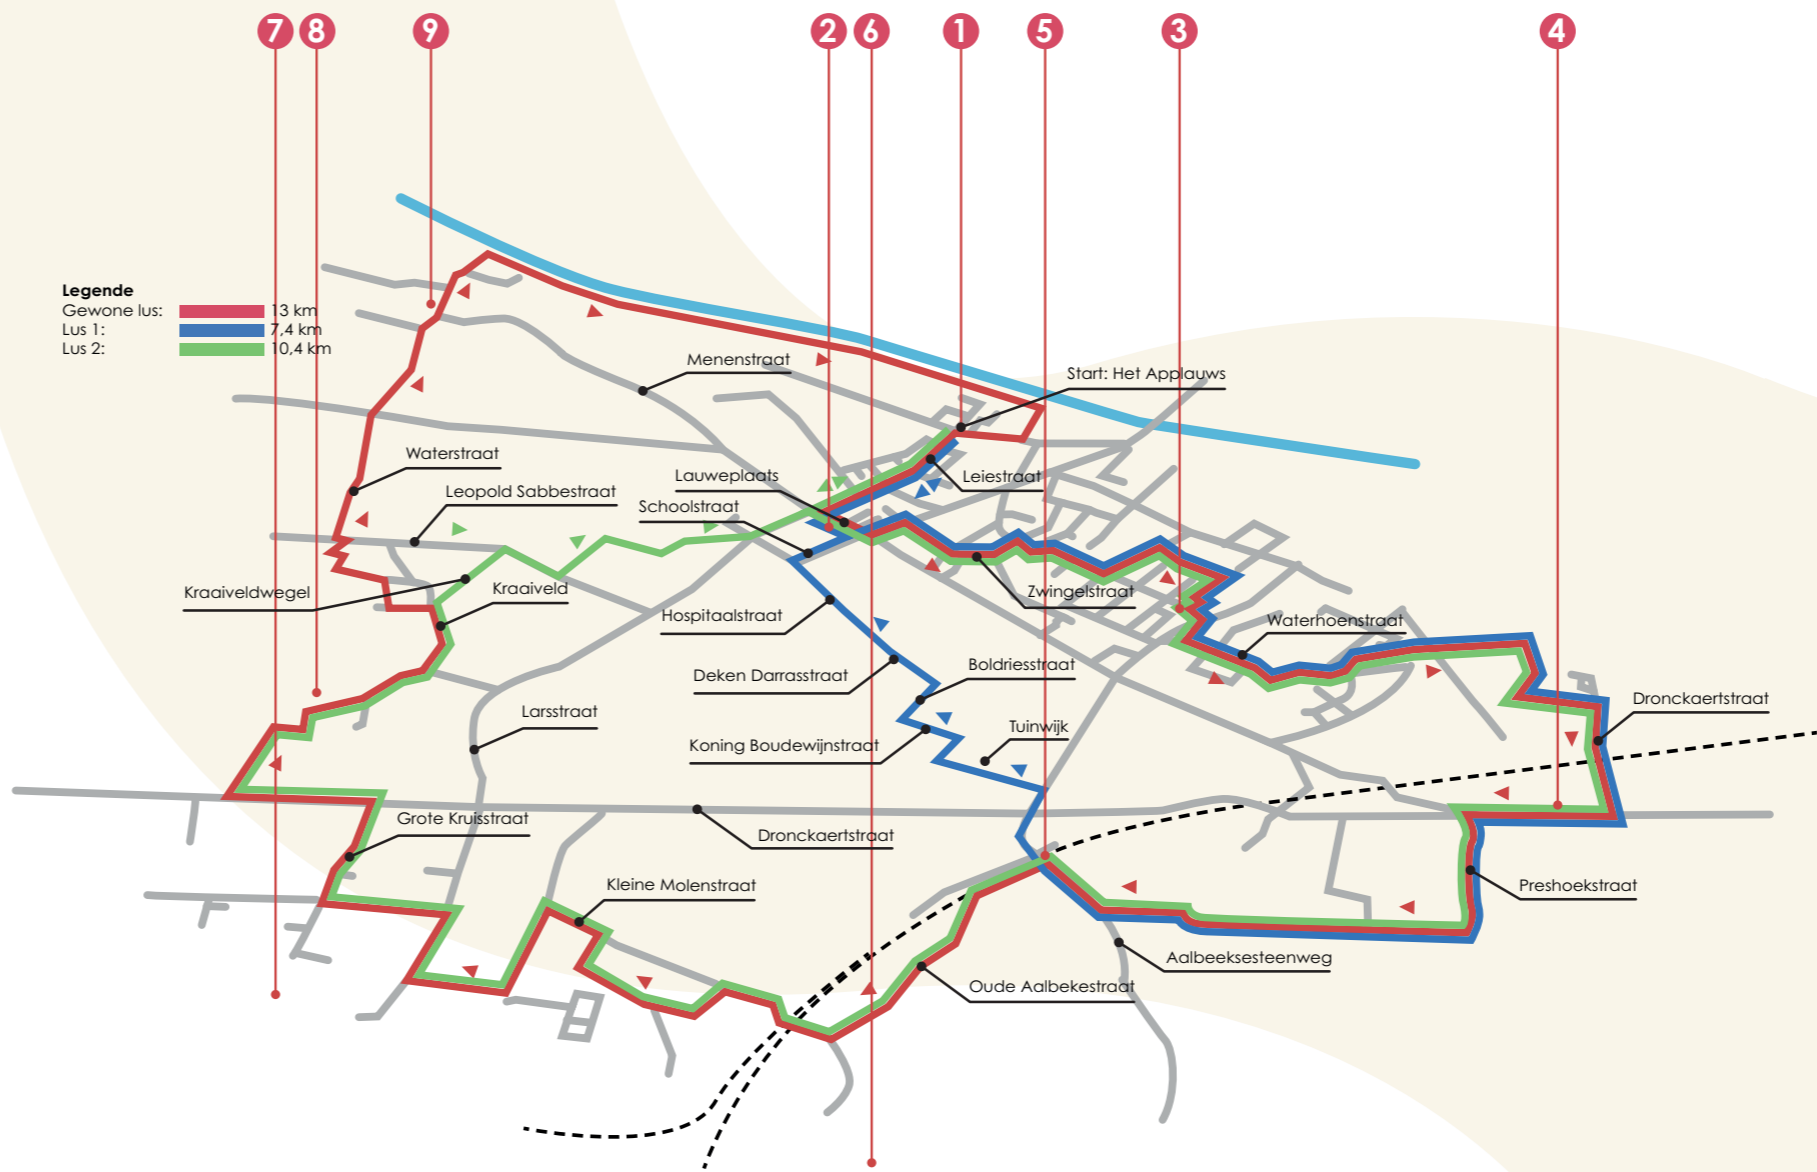 7 8 9 2 6 1 5 3 4
Legende
Gewone lus: 13 km
Lus 1: 7,4 km
Lus 2: 10,4 km
Menenstraat
Start: Het Applauws
Waterstraat
Lauweplaats
Leiestraat
Leopold Sabbestraat
Schoolstraat
Kraaiveldwegel
Kraaiveld
Zwingelstraat
Hospitaalstraat
Waterhoenstraat
Deken Darrasstraat
Boldriesstraat
Larsstraat
Dronckaertstraat
Koning Boudewijnstraat
Tuinwijk
Grote Kruisstraat
Dronckaertstraat
Kleine Molenstraat
Preshoekstraat
Aalbeeksesteenweg
Oude Aalbekestraat